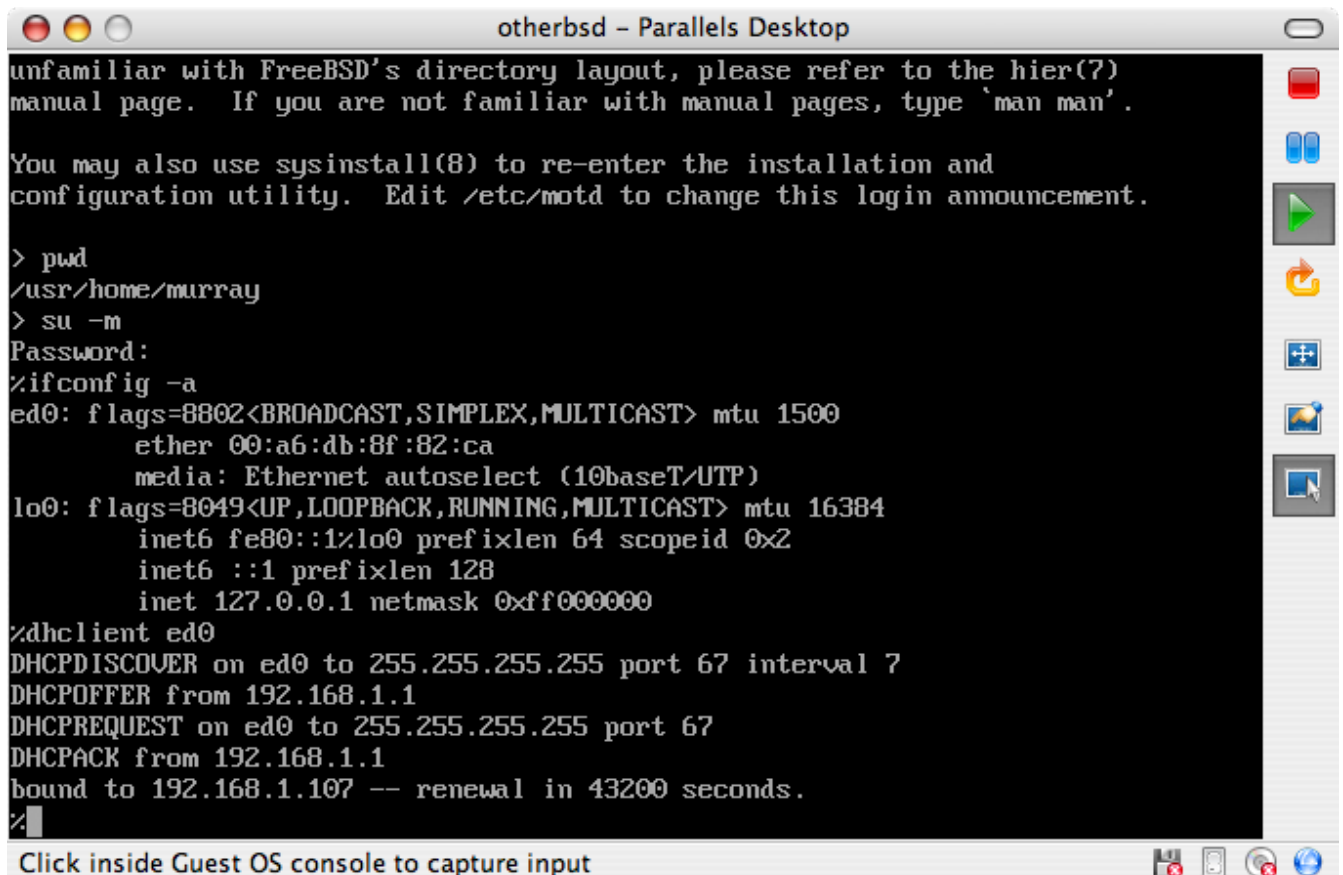 otherbsd – Parallels Desktop
unfamiliar with FreeBSD's directory layout, please refer to the hier(7)
manual page.  If you are not familiar with manual pages, type `man man'.
You may also use sysinstall(8) to re-enter the installation and
configuration utility.  Edit /etc/motd to change this login announcement.
> pwd
/usr/home/murray
> su -m
Password:
%ifconfig -a
ed0: flags=8802<BROADCAST,SIMPLEX,MULTICAST> mtu 1500
        ether 00:a6:db:8f:82:ca
        media: Ethernet autoselect (10baseT/UTP)
lo0: flags=8049<UP,LOOPBACK,RUNNING,MULTICAST> mtu 16384
        inet6 fe80::1%lo0 prefixlen 64 scopeid 0x2
        inet6 ::1 prefixlen 128
        inet 127.0.0.1 netmask 0xff000000
%dhclient ed0
DHCPDISCOVER on ed0 to 255.255.255.255 port 67 interval 7
DHCPOFFER from 192.168.1.1
DHCPREQUEST on ed0 to 255.255.255.255 port 67
DHCPACK from 192.168.1.1
bound to 192.168.1.107 -- renewal in 43200 seconds.
%
Click inside Guest OS console to capture input